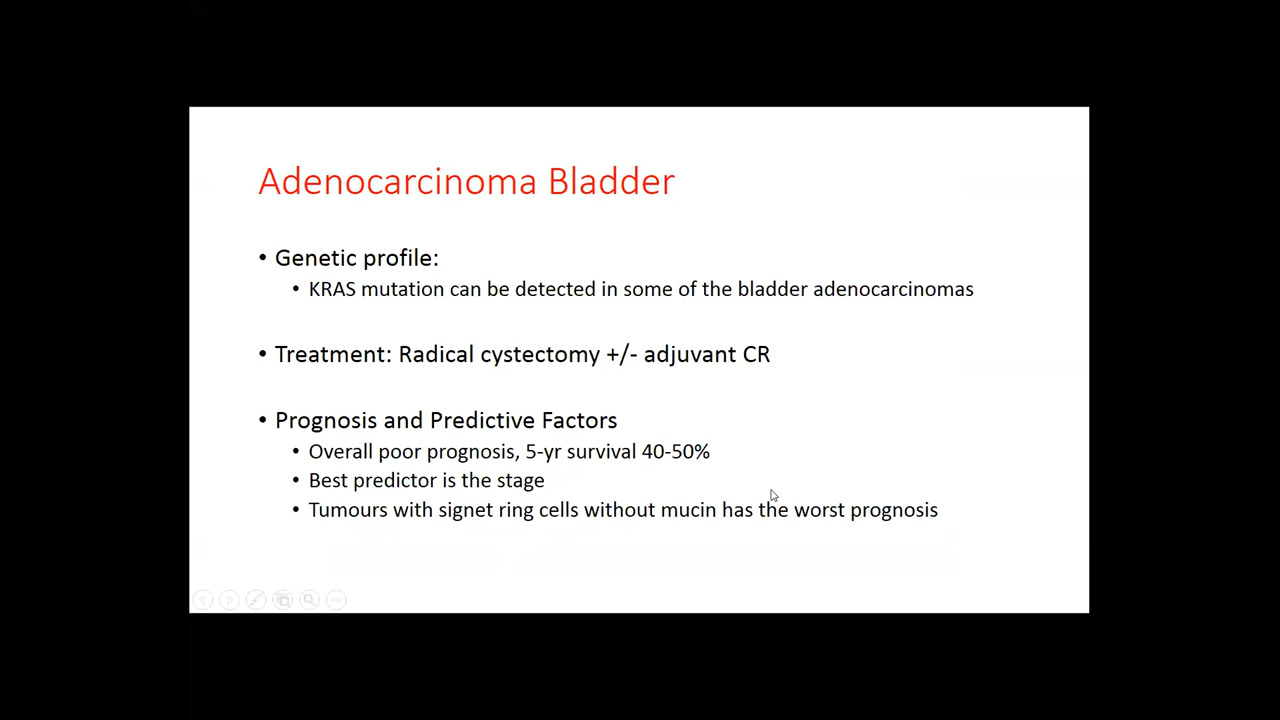 Adenocarcinoma Bladder
• Genetic profile:
• KRAS mutation can be detected in some of the bladder adenocarcinomas
• Treatment: Radical cystectomy +/- adjuvant CR
• Prognosis and Predictive Factors
• Overall poor prognosis, 5-yr survival 40-50%
• Best predictor is the stage
• Tumours with signet ring cells without mucin has the worst prognosis